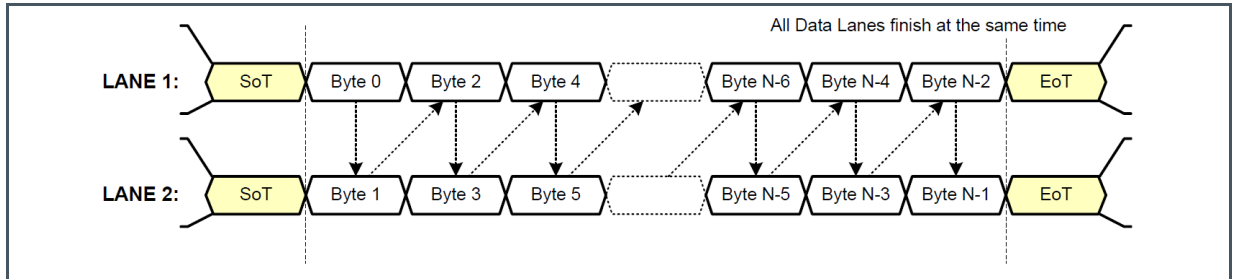 All Data Lanes finish at the same time
LANE 1: SoT Byte 0 Byte 2 Byte 4 Byte N-6 Byte N-4 Byte N-2 EoT
LANE 2: SoT Byte 1 Byte 3 Byte 5 Byte N-5 Byte N-3 Byte N-1 EoT